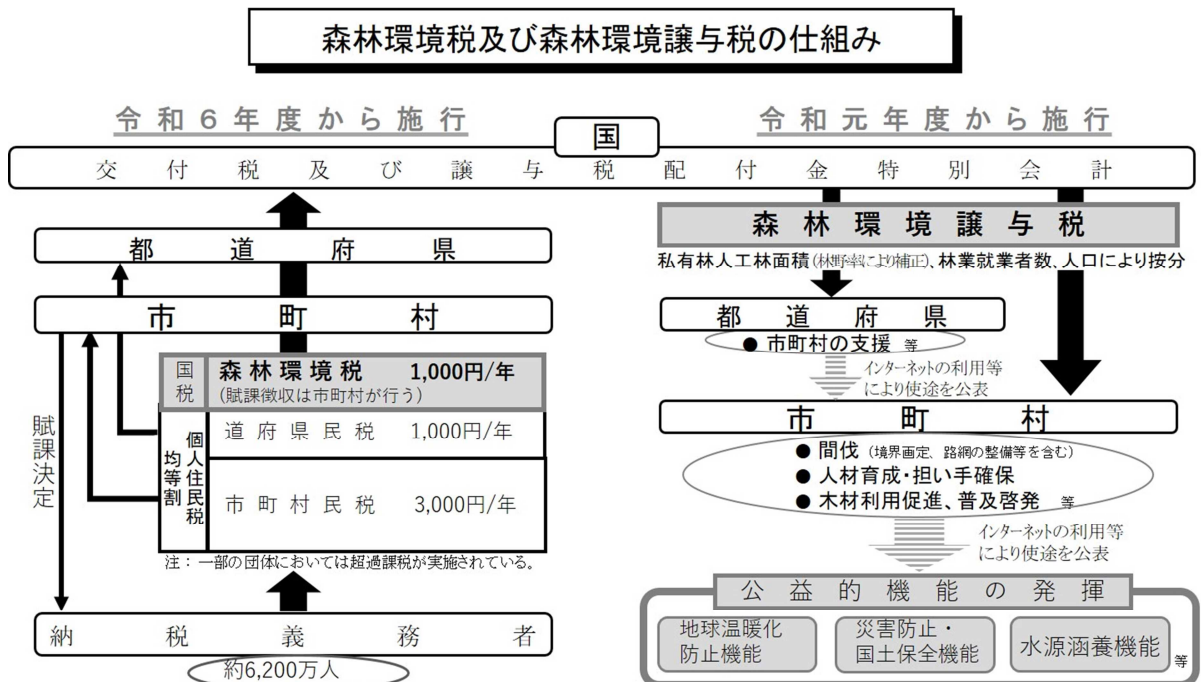 森林環境税及び森林環境譲与税の仕組み
令和６年度から施行
国
令和元年度から施行
交付税及び譲与税配付金特別会計
都道府県
市町村
国税
森林環境税 1,000円/年
(賦課徴収は市町村が行う)
個人住民税
均等割
道府県民税 1,000円/年
市町村民税 3,000円/年
賦課決定
注：一部の団体においては超過課税が実施されている。
納税義務者
約6,200万人
森林環境譲与税
私有林人工林面積(林野率により補正)、林業就業者数、人口により按分
都道府県
● 市町村の支援 等
インターネットの利用等
により使途を公表
市町村
● 間伐 (境界画定、路網の整備等を含む)
● 人材育成・担い手確保
● 木材利用促進、普及啓発 等
インターネットの利用等
により使途を公表
公益的機能の発揮
地球温暖化
防止機能
災害防止・
国土保全機能
水源涵養機能
等